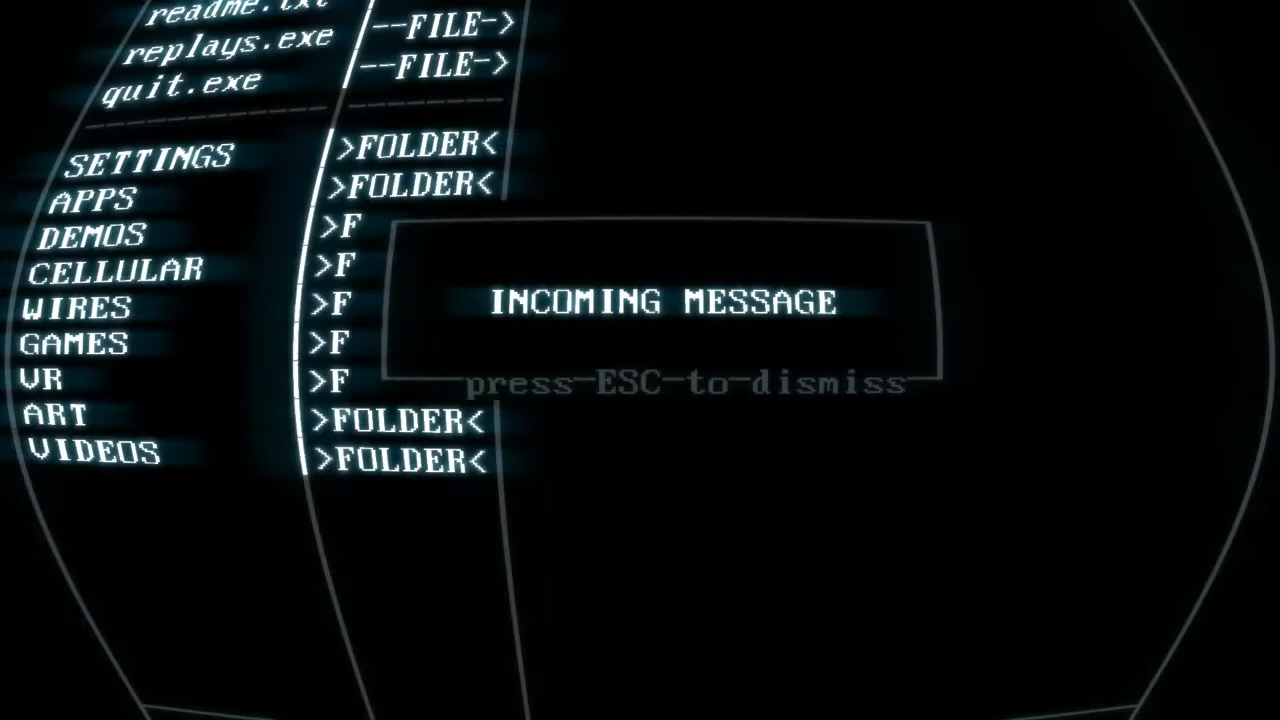 readme.txt
replays.exe --FILE->
quit.exe --FILE->
SETTINGS >FOLDER<
APPS >FOLDER<
DEMOS >F
CELLULAR >F
WIRES >F
GAMES >F
VR >F
ART >FOLDER<
VIDEOS >FOLDER<
INCOMING MESSAGE
press ESC to dismiss